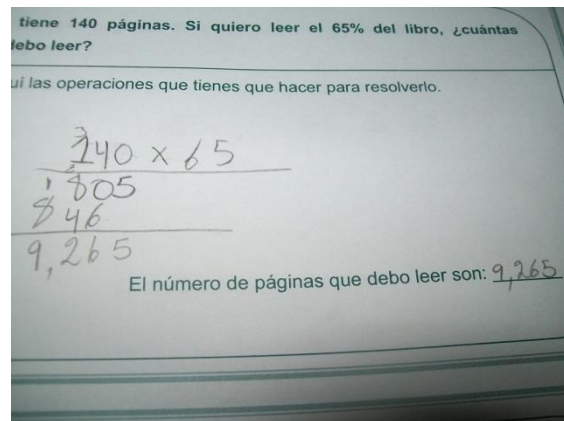 tiene 140 páginas. Si quiero leer el 65% del libro, ¿cuántas
debo leer?
uí las operaciones que tienes que hacer para resolverlo.
140 x 65
805
846
9,265
El número de páginas que debo leer son: 9,265